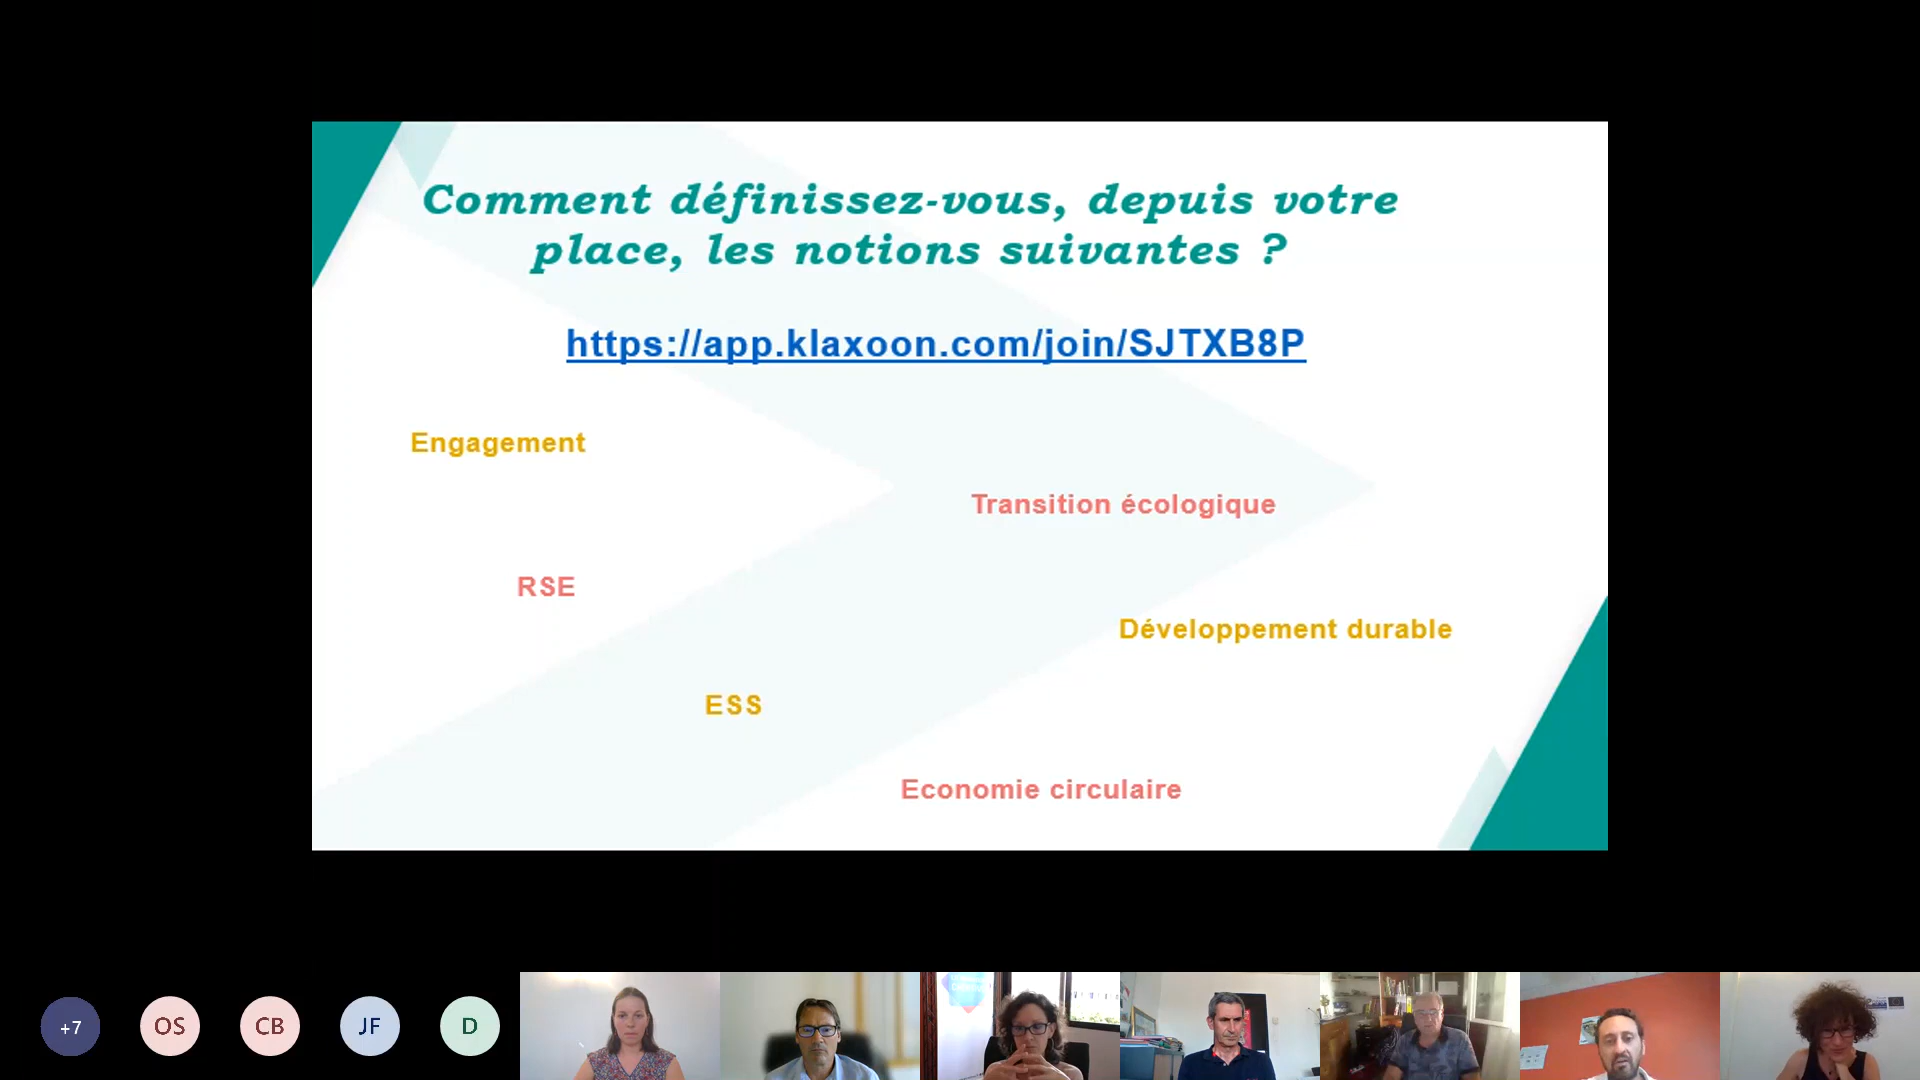 Comment définissez-vous, depuis votre
place, les notions suivantes ?
https://app.klaxoon.com/join/SJTXB8P
Engagement
Transition écologique
RSE
Développement durable
ESS
Economie circulaire
+7
OS
CB
JF
D